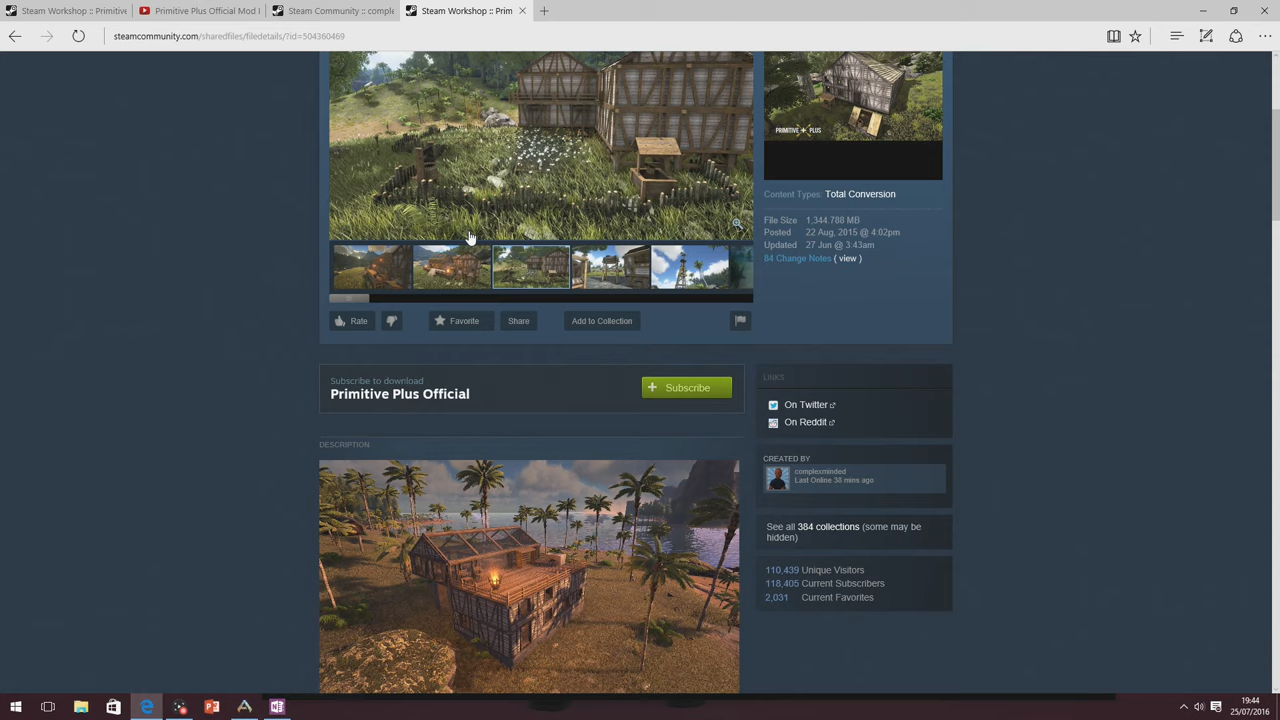 Steam Workshop :: Primitive
Primitive Plus Official Mod I
Steam Community :: compl
Steam Workshop :: Prim
steamcommunity.com/sharedfiles/filedetails/?id=504360469
PRIMITIVE + PLUS
Content Types: Total Conversion
File Size 1,344.788 MB
Posted 22 Aug, 2015 @ 4:02pm
Updated 27 Jun @ 3:43am
84 Change Notes ( view )
Rate
Favorite
Share
Add to Collection
Subscribe to download
Primitive Plus Official
Subscribe
LINKS
On Twitter
On Reddit
DESCRIPTION
CREATED BY
complexminded
Last Online 38 mins ago
See all 384 collections (some may be
hidden)
110,439 Unique Visitors
118,405 Current Subscribers
2,031 Current Favorites
19:44
25/07/2016